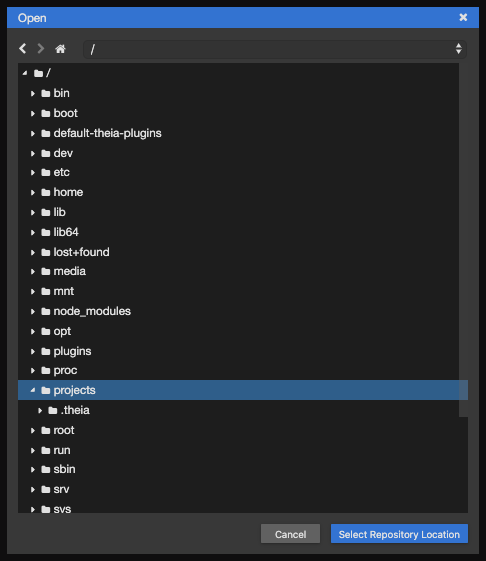 Open
/
/
bin
boot
default-theia-plugins
dev
etc
home
lib
lib64
lost+found
media
mnt
node_modules
opt
plugins
proc
projects
.theia
root
run
sbin
srv
sys
Cancel
Select Repository Location